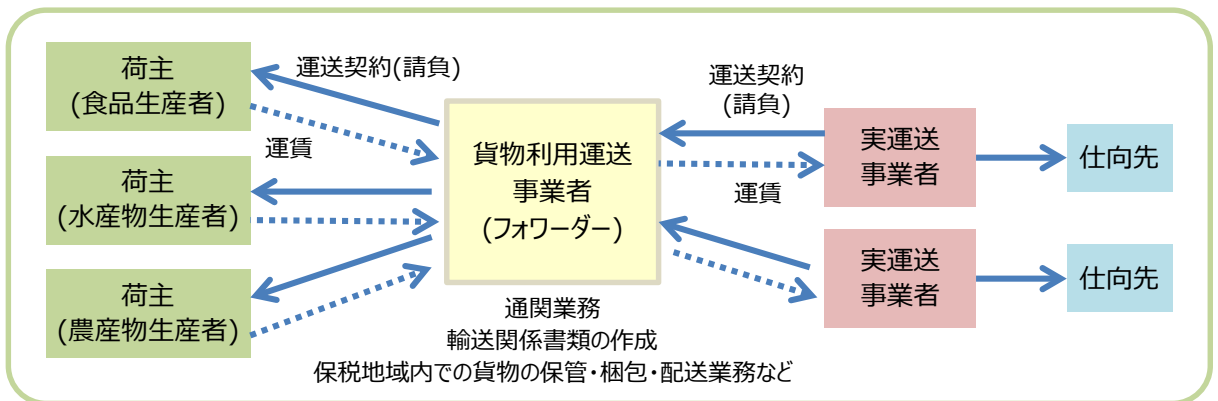 荷主
(食品生産者)
運送契約(請負)
運賃
荷主
(水産物生産者)
荷主
(農産物生産者)
貨物利用運送
事業者
(フォワーダー)
通関業務
輸送関係書類の作成
保税地域内での貨物の保管・梱包・配送業務など
運送契約
(請負)
運賃
実運送
事業者
仕向先
実運送
事業者
仕向先